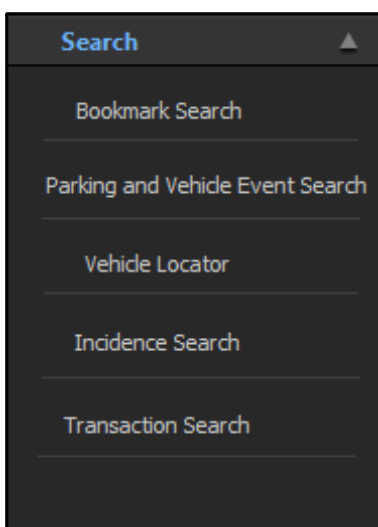 Search
Bookmark Search
Parking and Vehicle Event Search
Vehicle Locator
Incidence Search
Transaction Search